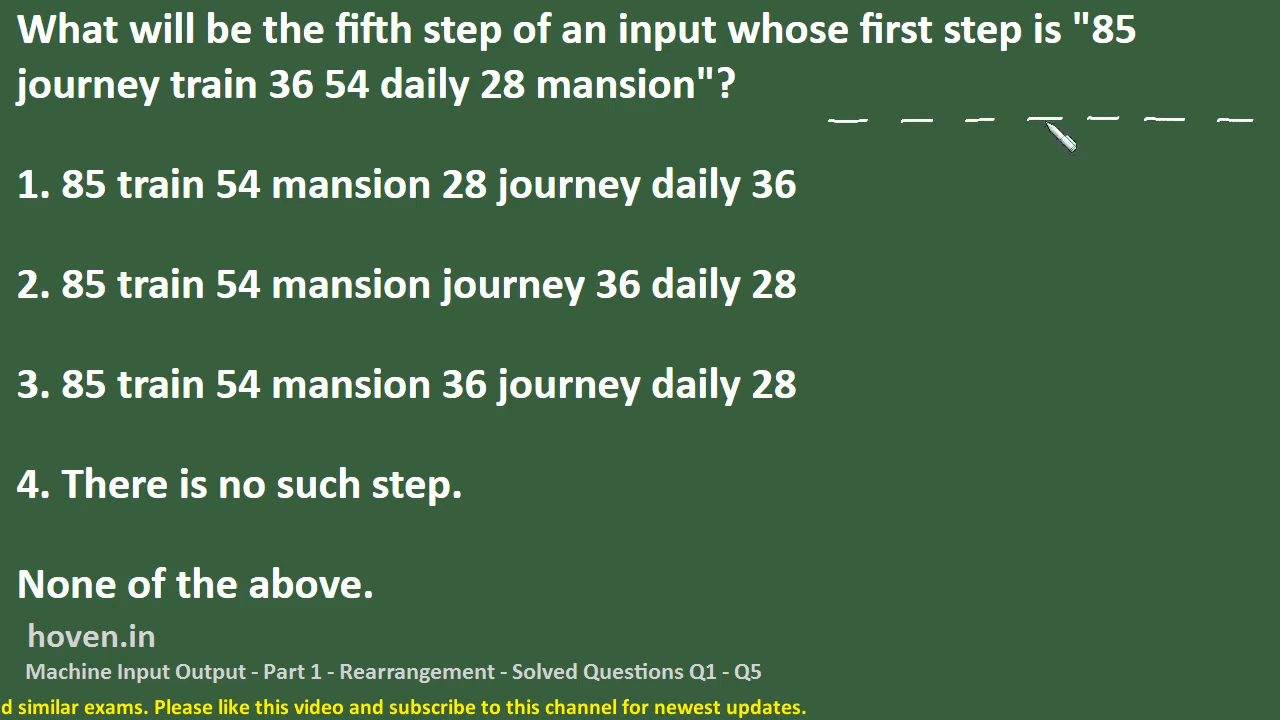 What will be the fifth step of an input whose first step is "85
journey train 36 54 daily 28 mansion"?
1. 85 train 54 mansion 28 journey daily 36
2. 85 train 54 mansion journey 36 daily 28
3. 85 train 54 mansion 36 journey daily 28
4. There is no such step.
None of the above.
hoven.in
Machine Input Output - Part 1 - Rearrangement - Solved Questions Q1 - Q5
d similar exams. Please like this video and subscribe to this channel for newest updates.